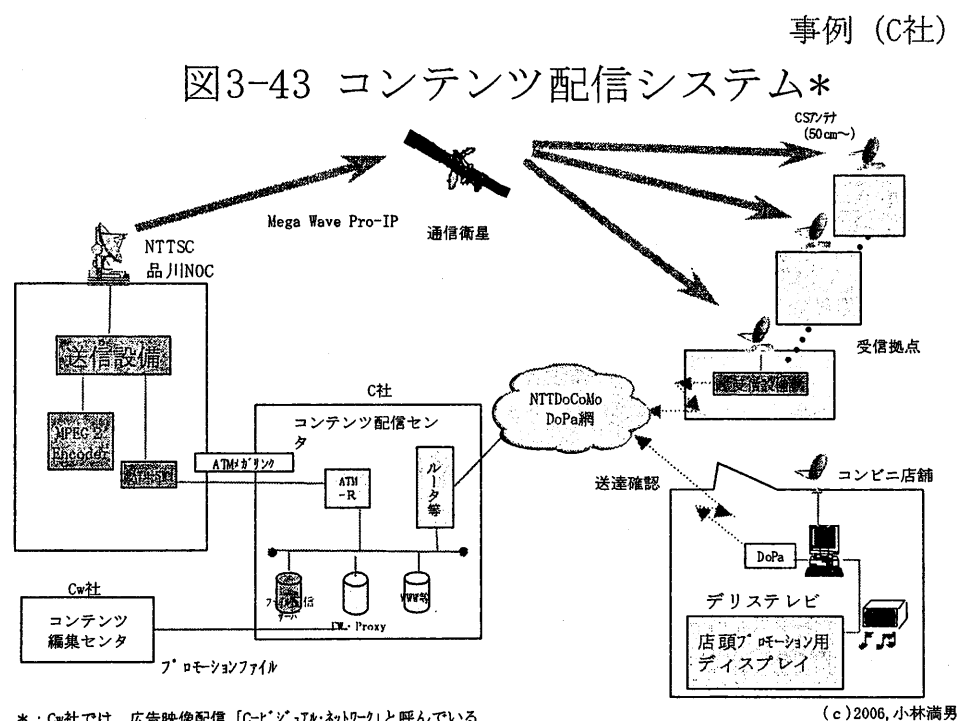 事例 (C社)
図3-43 コンテンツ配信システム*
CSアンテナ
(50cm〜)
Mega Wave Pro-IP
通信衛星
NTTSC
品川NOC
送信設備
MPEG 2
Encoder
受信拠点
C社
コンテンツ配信セン
タ
ATMメガリンク
ATM
-R
ルータ等
NTTDoCoMo
DoPa網
送達確認
コンビニ店舗
DoPa
WWW等
FW・Proxy
Cw社
コンテンツ
編集センタ
プロモーションファイル
デリステレビ
店頭プロモーション用
ディスプレイ
*:Cw社では、広告映像配信「C-ビジュアル・ネットワーク」と呼んでいる
(c)2006,小林満男